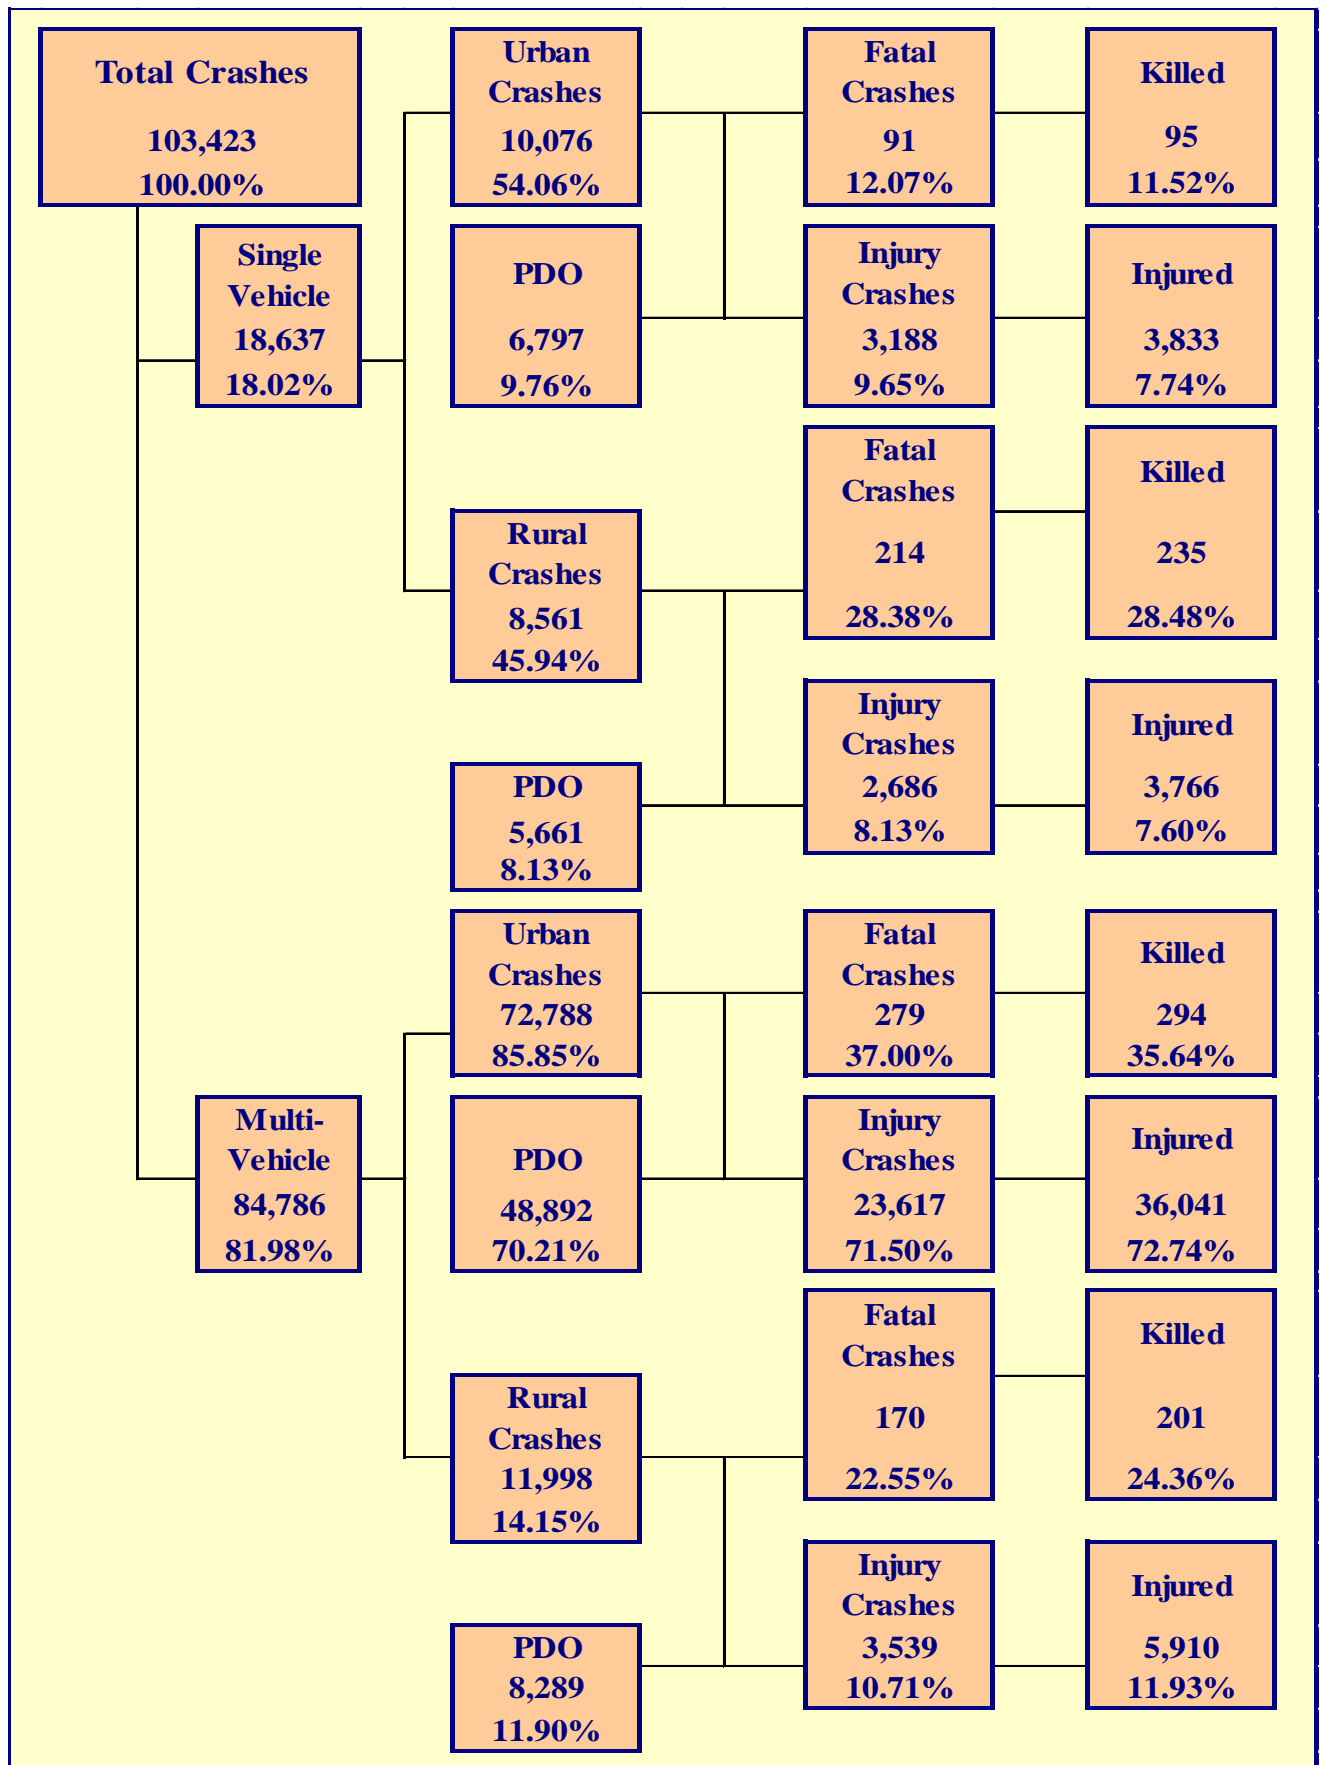 Total Crashes
103,423
100.00%
Single
Vehicle
18,637
18.02%
Urban
Crashes
10,076
54.06%
PDO
6,797
9.76%
Fatal
Crashes
91
12.07%
Killed
95
11.52%
Injury
Crashes
3,188
9.65%
Injured
3,833
7.74%
Rural
Crashes
8,561
45.94%
PDO
5,661
8.13%
Fatal
Crashes
214
28.38%
Killed
235
28.48%
Injury
Crashes
2,686
8.13%
Injured
3,766
7.60%
Multi-
Vehicle
84,786
81.98%
Urban
Crashes
72,788
85.85%
PDO
48,892
70.21%
Fatal
Crashes
279
37.00%
Killed
294
35.64%
Injury
Crashes
23,617
71.50%
Injured
36,041
72.74%
Rural
Crashes
11,998
14.15%
PDO
8,289
11.90%
Fatal
Crashes
170
22.55%
Killed
201
24.36%
Injury
Crashes
3,539
10.71%
Injured
5,910
11.93%